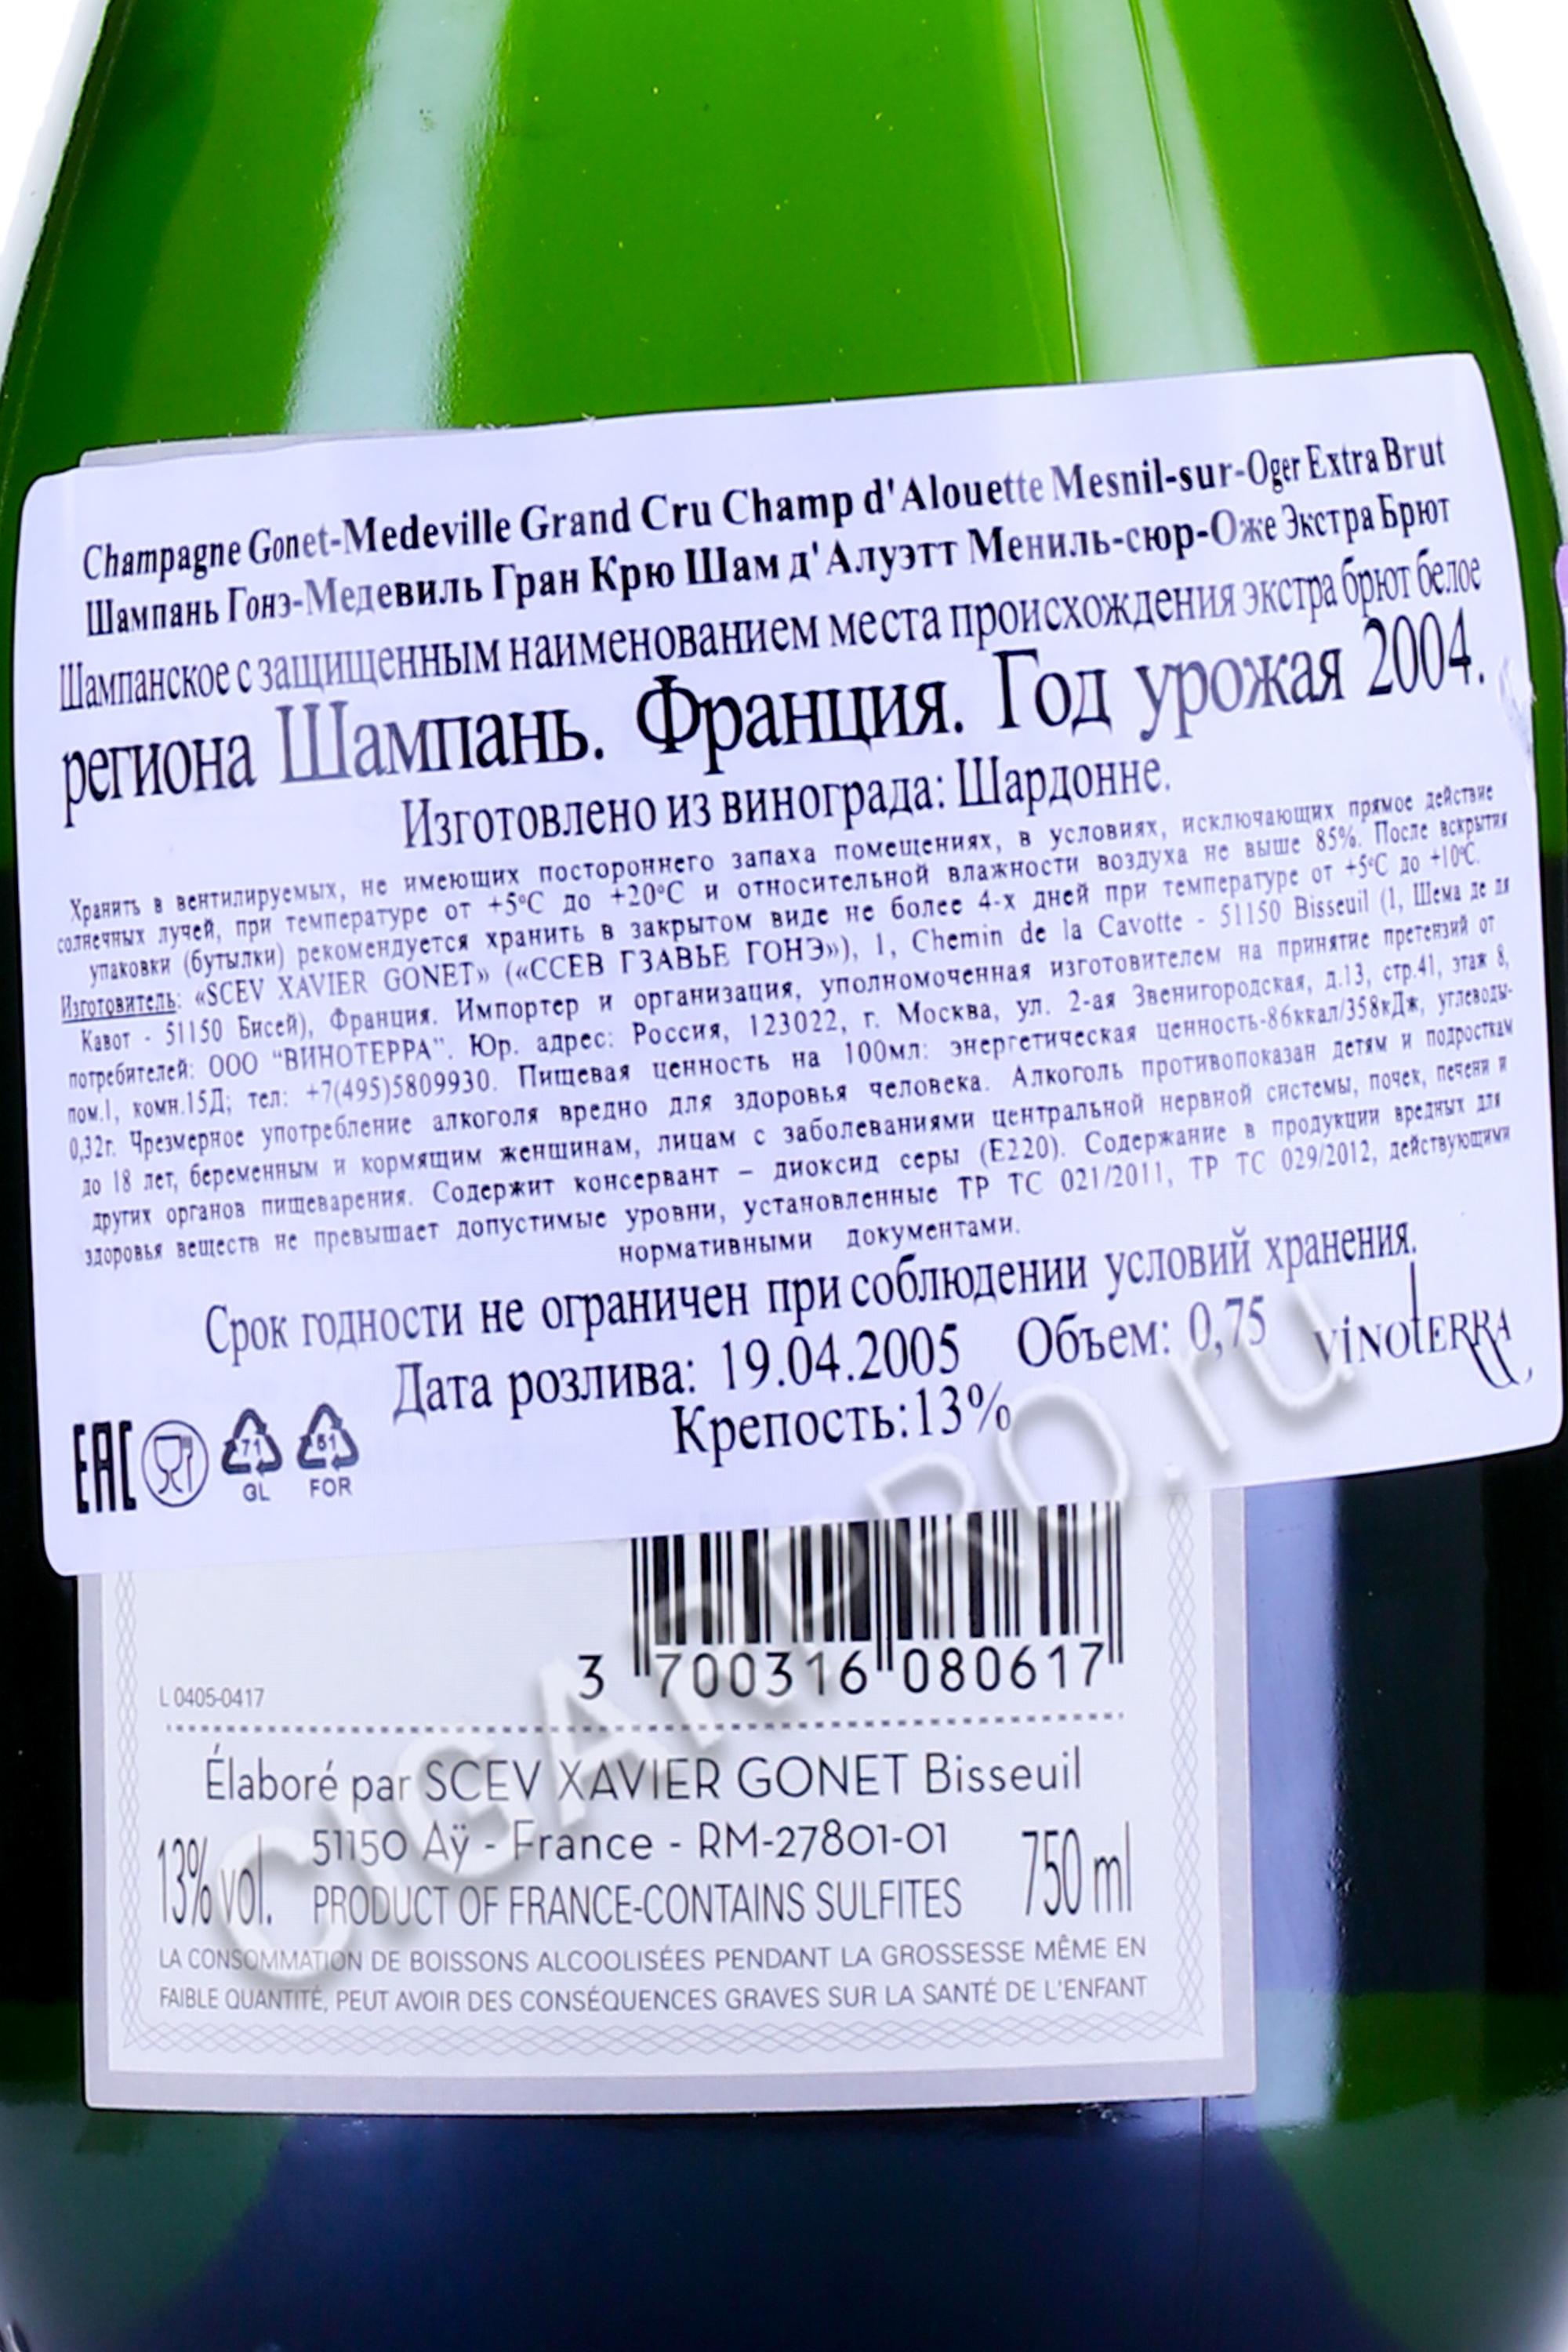 Champagne Gonet-Medeville Grand Cru Champ d'Alouette Mesnil-sur-Oger Extra Brut
Шампань Гонэ-Медевиль Гран Крю Шам д'Алуэтт Мениль-сюр-Оже Экстра Брют
Шампанское с защищенным наименованием места происхождения экстра брют белое
региона Шампань. Франция. Год урожая 2004.
Изготовлено из винограда: Шардонне.
Хранить в вентилируемых, не имеющих постороннего запаха помещениях, в условиях, исключающих прямое действие
солнечных лучей, при температуре от +5°C до +20°C и относительной влажности воздуха не выше 85%. После вскрытия
упаковки (бутылки) рекомендуется хранить в закрытом виде не более 4-х дней при температуре от +5°C до +10°C.
Изготовитель: «SCEV XAVIER GONET» («ССЕВ ГЗАВЬЕ ГОНЭ»), 1, Chemin de la Cavotte - 51150 Bisseuil (1, Шема де ля
Кавот - 51150 Бисей), Франция. Импортер и организация, уполномоченная изготовителем на принятие претензий от
потребителей: ООО "ВИНОТЕРРА". Юр. адрес: Россия, 123022, г. Москва, ул. 2-ая Звенигородская, д.13, стр.41, этаж 8,
пом.1, комн.15Д; тел: +7(495)5809930. Пищевая ценность на 100мл: энергетическая ценность-86ккал/358кДж, углеводы-
0,32г. Чрезмерное употребление алкоголя вредно для здоровья человека. Алкоголь противопоказан детям и подросткам
до 18 лет, беременным и кормящим женщинам, лицам с заболеваниями центральной нервной системы, почек, печени и
других органов пищеварения. Содержит консервант – диоксид серы (E220). Содержание в продукции вредных для
здоровья веществ не превышает допустимые уровни, установленные ТР ТС 021/2011, ТР ТС 029/2012, действующими
нормативными документами.
Срок годности не ограничен при соблюдении условий хранения.
Дата розлива: 19.04.2005 Объем: 0,75 VINOTERRA
Крепость:13%
EAC 71 GL 51 FOR
3 700316 080617
L 0405-0417
Élaboré par SCEV XAVIER GONET Bisseuil
51150 Aÿ - France - RM-27801-01
13% vol. PRODUCT OF FRANCE-CONTAINS SULFITES 750 ml
LA CONSOMMATION DE BOISSONS ALCOOLISÉES PENDANT LA GROSSESSE MÊME EN
FAIBLE QUANTITÉ, PEUT AVOIR DES CONSÉQUENCES GRAVES SUR LA SANTÉ DE L'ENFANT
CIGARPRO.ru